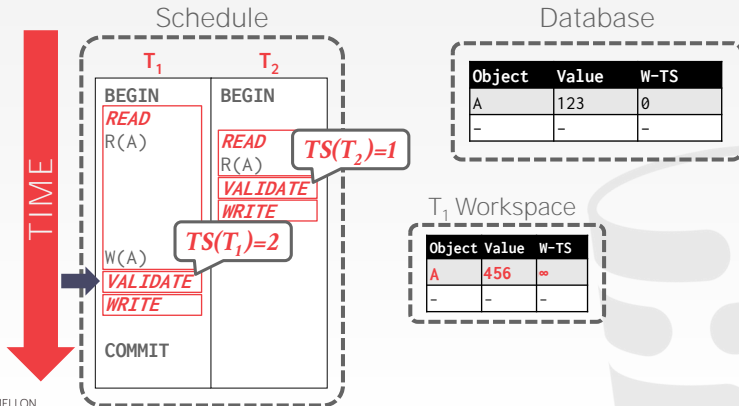 Schedule
Database
TIME
T1
T2
BEGIN
READ
R(A)
W(A)
VALIDATE
WRITE
COMMIT
BEGIN
READ
R(A)
VALIDATE
WRITE
TS(T2)=1
TS(T1)=2
Object Value W-TS
A 123 0
- - -
T1 Workspace
Object Value W-TS
A 456 ∞
- - -